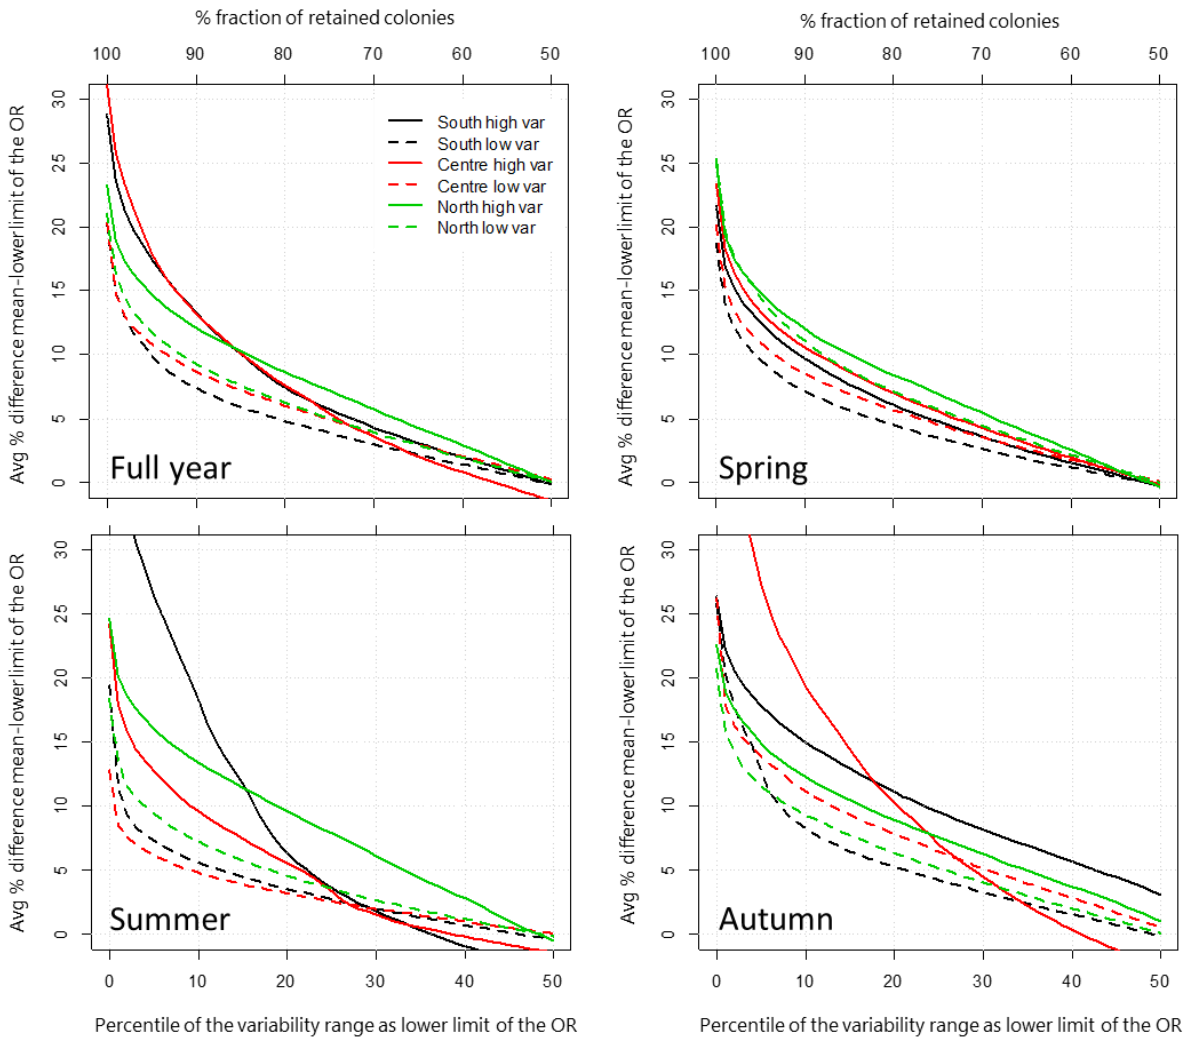 % fraction of retained colonies
100 90 80 70 60 50
Avg % difference mean-lower limit of the OR
30
25
20
15
10
5
0
South high var
South low var
Centre high var
Centre low var
North high var
North low var
Full year
% fraction of retained colonies
100 90 80 70 60 50
Avg % difference mean-lower limit of the OR
30
25
20
15
10
5
0
Spring
Avg % difference mean-lower limit of the OR
30
25
20
15
10
5
0
Summer
0 10 20 30 40 50
Percentile of the variability range as lower limit of the OR
Avg % difference mean-lower limit of the OR
30
25
20
15
10
5
0
Autumn
0 10 20 30 40 50
Percentile of the variability range as lower limit of the OR